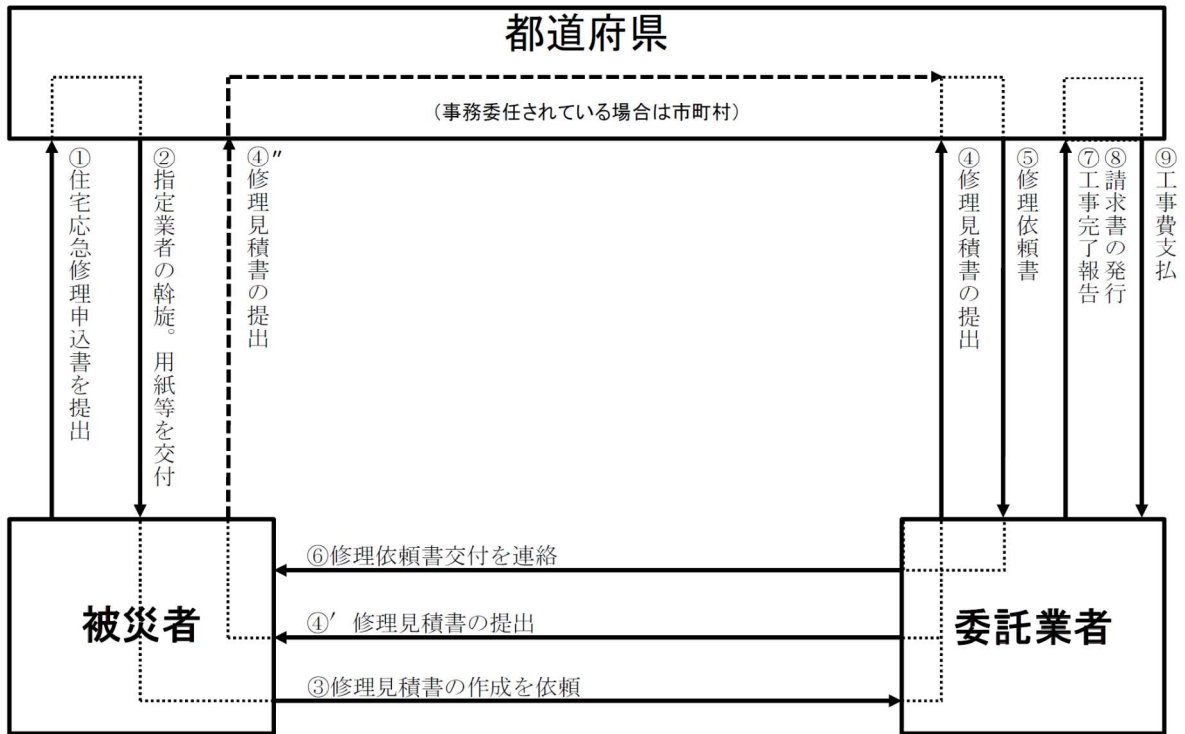 都道府県
(事務委任されている場合は市町村)
①住宅応急修理申込書を提出
②指定業者の斡旋。用紙等を交付
④″修理見積書の提出
④修理見積書の提出
⑤修理依頼書
⑦工事完了報告
⑧請求書の発行
⑨工事費支払
⑥修理依頼書交付を連絡
④′修理見積書の提出
③修理見積書の作成を依頼
被災者
委託業者